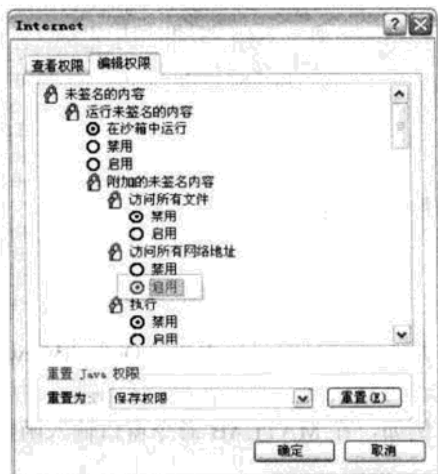 Internet
查看权限 编辑权限
未签名的内容
运行未签名的内容
在沙箱中运行
禁用
启用
附加的未签名内容
访问所有文件
禁用
启用
访问所有网络地址
禁用
启用
执行
禁用
启用
重置 Java 权限
重置为 保存权限 重置(E)
确定 取消